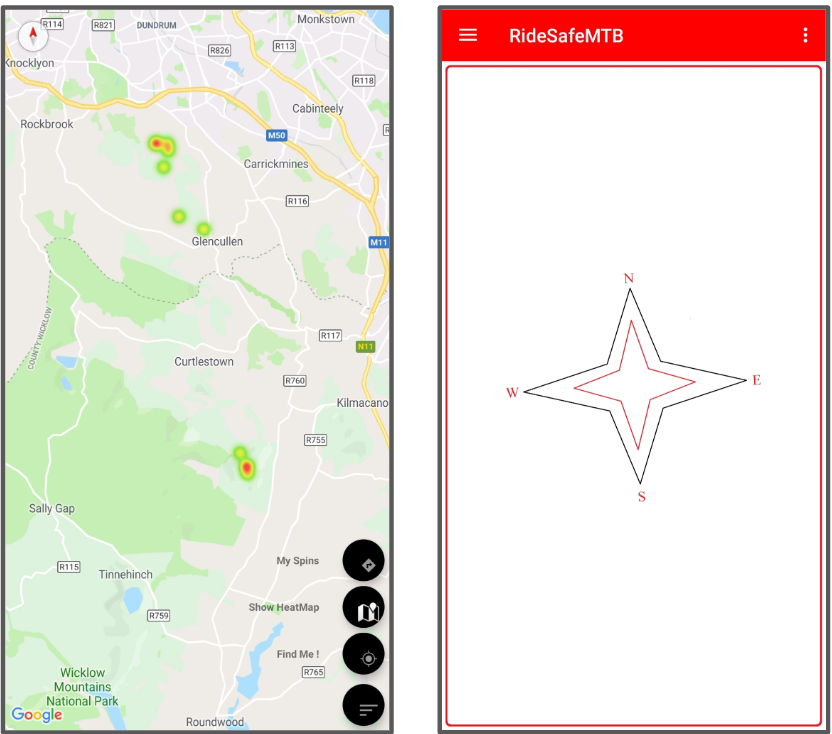 Monkstown
R114
R821
DUNDRUM
R826
R113
Knocklyon
R118
Cabinteely
Rockbrook
M50
Carrickmines
R116
Glencullen
M11
COUNTY WICKLOW
R117
N11
Curtlestown
R760
Kilmacano
R755
Sally Gap
My Spins
R115
Tinnehinch
Show HeatMap
R759
Find Me !
R765
Wicklow
Mountains
National Park
Google
Roundwood
RideSafeMTB
N
W
E
S